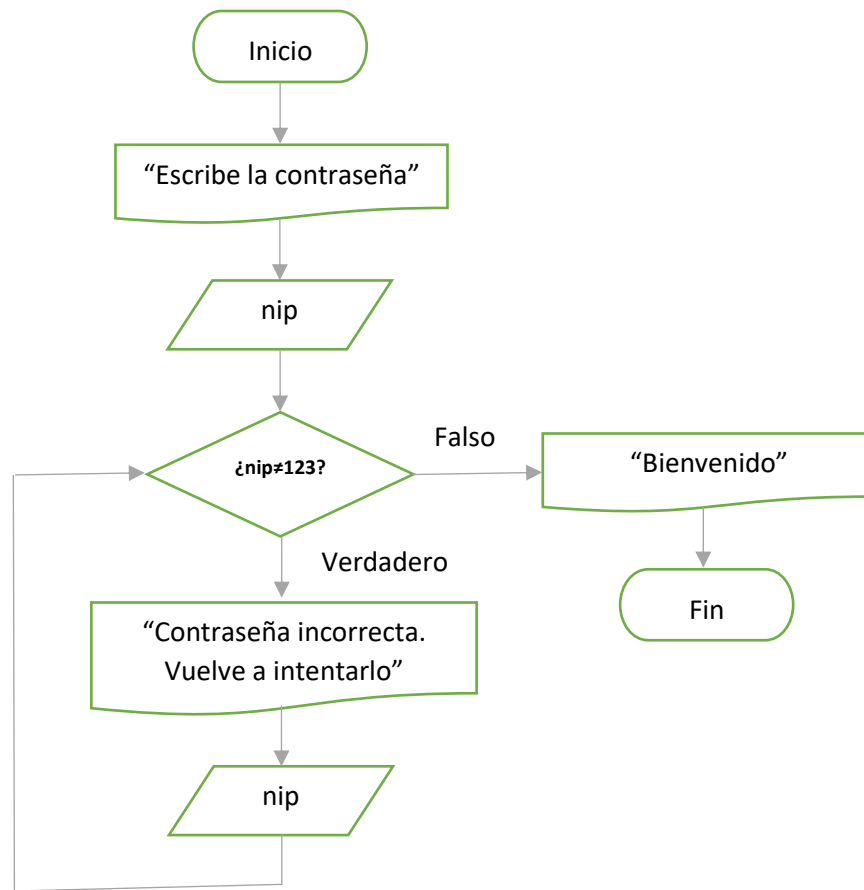 Inicio
“Escribe la contraseña”
nip
¿nip≠123?
Falso
“Bienvenido”
Fin
Verdadero
“Contraseña incorrecta.
Vuelve a intentarlo”
nip